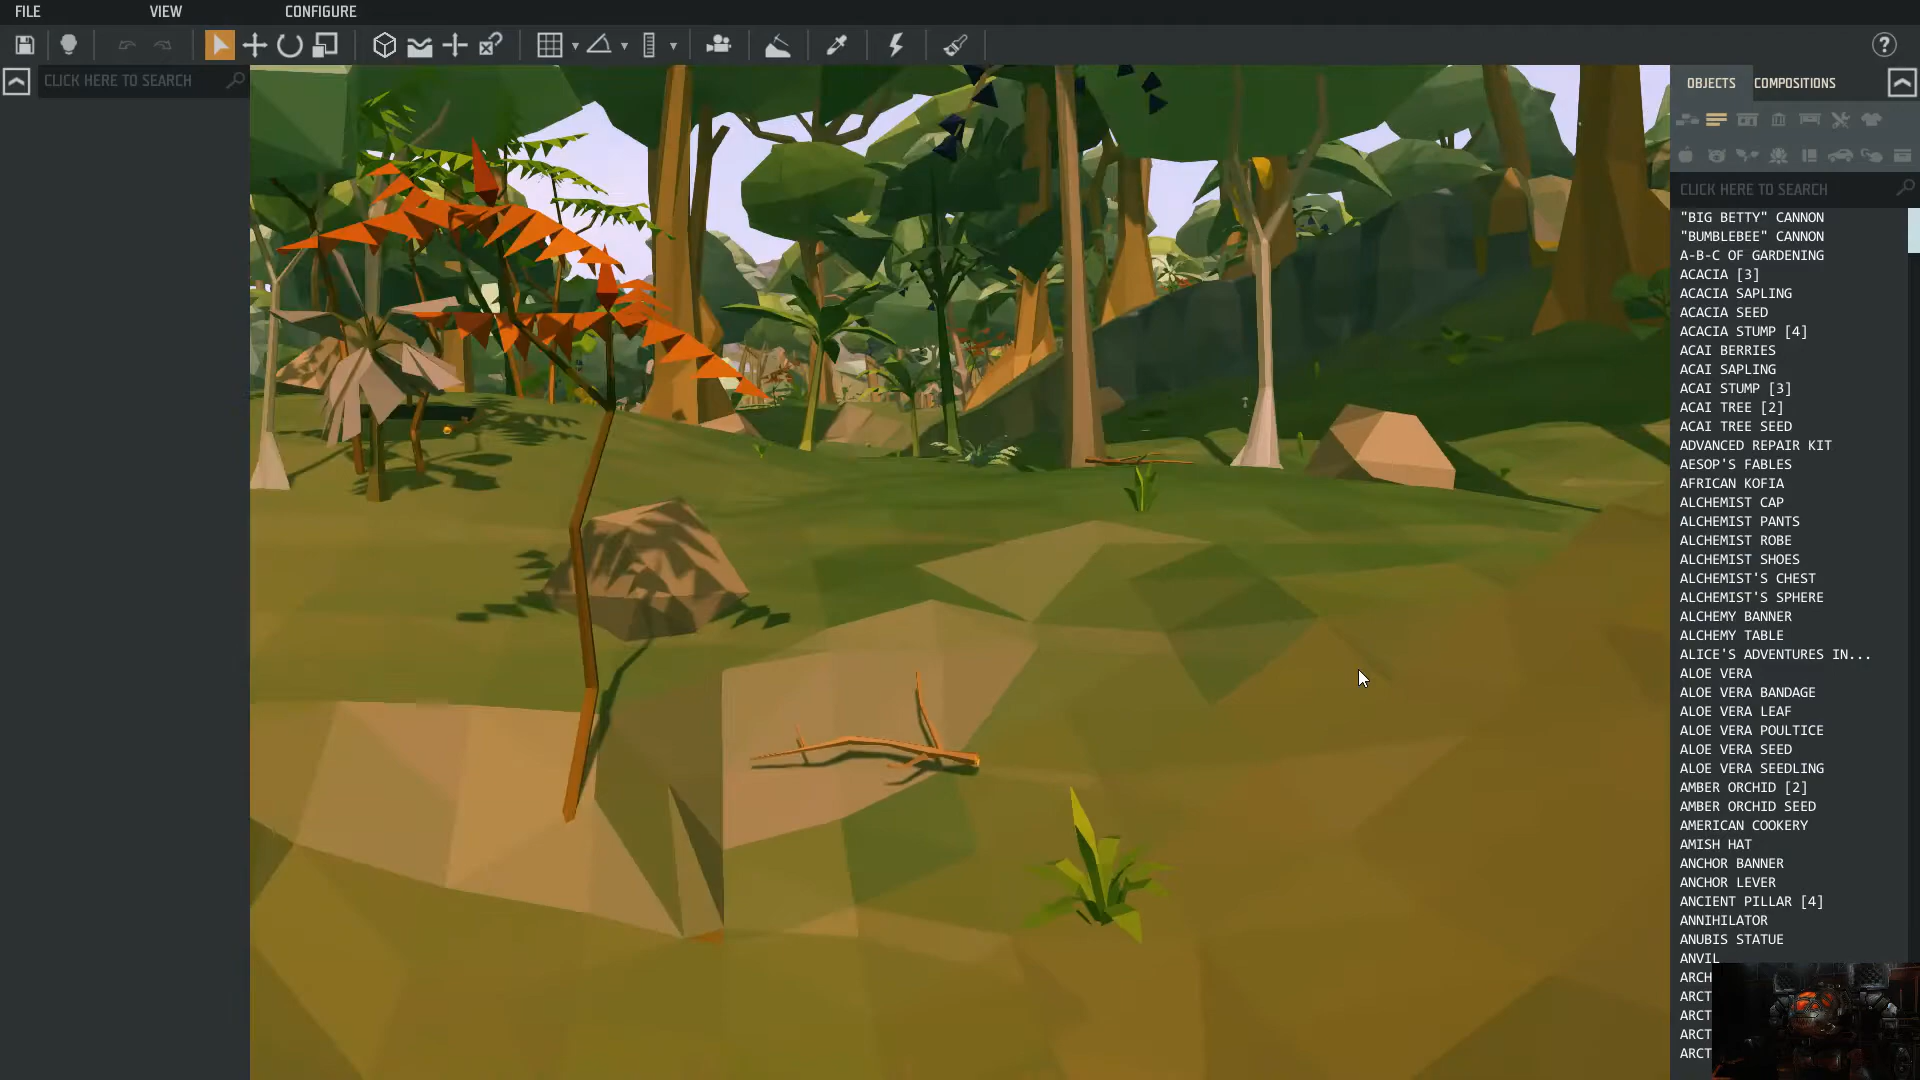 FILE
VIEW
CONFIGURE
CLICK HERE TO SEARCH
OBJECTS
COMPOSITIONS
CLICK HERE TO SEARCH
"BIG BETTY" CANNON
"BUMBLEBEE" CANNON
A-B-C OF GARDENING
ACACIA [3]
ACACIA SAPLING
ACACIA SEED
ACACIA STUMP [4]
ACAI BERRIES
ACAI SAPLING
ACAI STUMP [3]
ACAI TREE [2]
ACAI TREE SEED
ADVANCED REPAIR KIT
AESOP'S FABLES
AFRICAN KOFIA
ALCHEMIST CAP
ALCHEMIST PANTS
ALCHEMIST ROBE
ALCHEMIST SHOES
ALCHEMIST'S CHEST
ALCHEMIST'S SPHERE
ALCHEMY BANNER
ALCHEMY TABLE
ALICE'S ADVENTURES IN...
ALOE VERA
ALOE VERA BANDAGE
ALOE VERA LEAF
ALOE VERA POULTICE
ALOE VERA SEED
ALOE VERA SEEDLING
AMBER ORCHID [2]
AMBER ORCHID SEED
AMERICAN COOKERY
AMISH HAT
ANCHOR BANNER
ANCHOR LEVER
ANCIENT PILLAR [4]
ANNIHILATOR
ANUBIS STATUE
ANVIL
ARCH
ARCT
ARCT
ARCT
ARCT